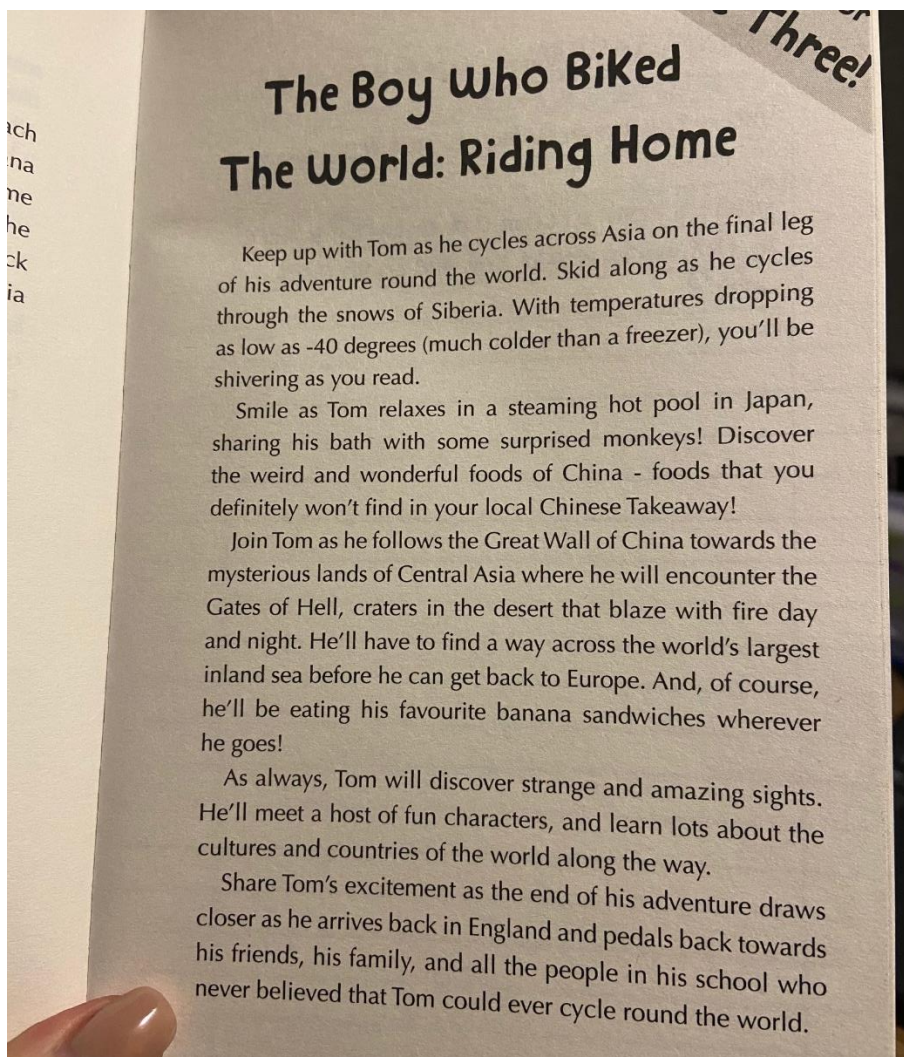 Three!
The Boy Who Biked
The World: Riding Home
Keep up with Tom as he cycles across Asia on the final leg
of his adventure round the world. Skid along as he cycles
through the snows of Siberia. With temperatures dropping
as low as -40 degrees (much colder than a freezer), you'll be
shivering as you read.
Smile as Tom relaxes in a steaming hot pool in Japan,
sharing his bath with some surprised monkeys! Discover
the weird and wonderful foods of China - foods that you
definitely won't find in your local Chinese Takeaway!
Join Tom as he follows the Great Wall of China towards the
mysterious lands of Central Asia where he will encounter the
Gates of Hell, craters in the desert that blaze with fire day
and night. He'll have to find a way across the world's largest
inland sea before he can get back to Europe. And, of course,
he'll be eating his favourite banana sandwiches wherever
he goes!
As always, Tom will discover strange and amazing sights.
He'll meet a host of fun characters, and learn lots about the
cultures and countries of the world along the way.
Share Tom's excitement as the end of his adventure draws
closer as he arrives back in England and pedals back towards
his friends, his family, and all the people in his school who
never believed that Tom could ever cycle round the world.